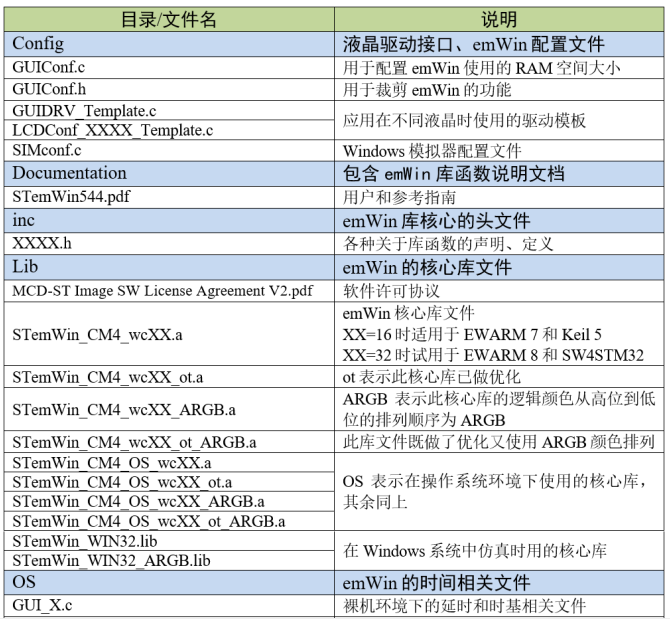 目录/文件名 说明
Config 液晶驱动接口、emWin 配置文件
GUIConf.c 用于配置 emWin 使用的 RAM 空间大小
GUIConf.h 用于裁剪 emWin 的功能
GUIDRV_Template.c
LCDConf_XXXX_Template.c
应用在不同液晶时使用的驱动模板
SIMconf.c Windows 模拟器配置文件
Documentation 包含 emWin 库函数说明文档
STemWin544.pdf 用户和参考指南
inc emWin 库核心的头文件
XXXX.h 各种关于库函数的声明、定义
Lib emWin 的核心库文件
MCD-ST Image SW License Agreement V2.pdf 软件许可协议
STemWin_CM4_wcXX.a
emWin 核心库文件
XX=16 时适用于 EWARM 7 和 Keil 5
XX=32 时试用于 EWARM 8 和 SW4STM32
STemWin_CM4_wcXX_ot.a ot 表示此核心库已做优化
STemWin_CM4_wcXX_ARGB.a
ARGB 表示此核心库的逻辑颜色从高位到低
位的排列顺序为 ARGB
STemWin_CM4_wcXX_ot_ARGB.a 此库文件既做了优化又使用 ARGB 颜色排列
STemWin_CM4_OS_wcXX.a
STemWin_CM4_OS_wcXX_ot.a
STemWin_CM4_OS_wcXX_ARGB.a
STemWin_CM4_OS_wcXX_ot_ARGB.a
OS 表示在操作系统环境下使用的核心库，
其余同上
STemWin_WIN32.lib
STemWin_WIN32_ARGB.lib
在 Windows 系统中仿真时用的核心库
OS emWin 的时间相关文件
GUI_X.c 裸机环境下的延时和时基相关文件